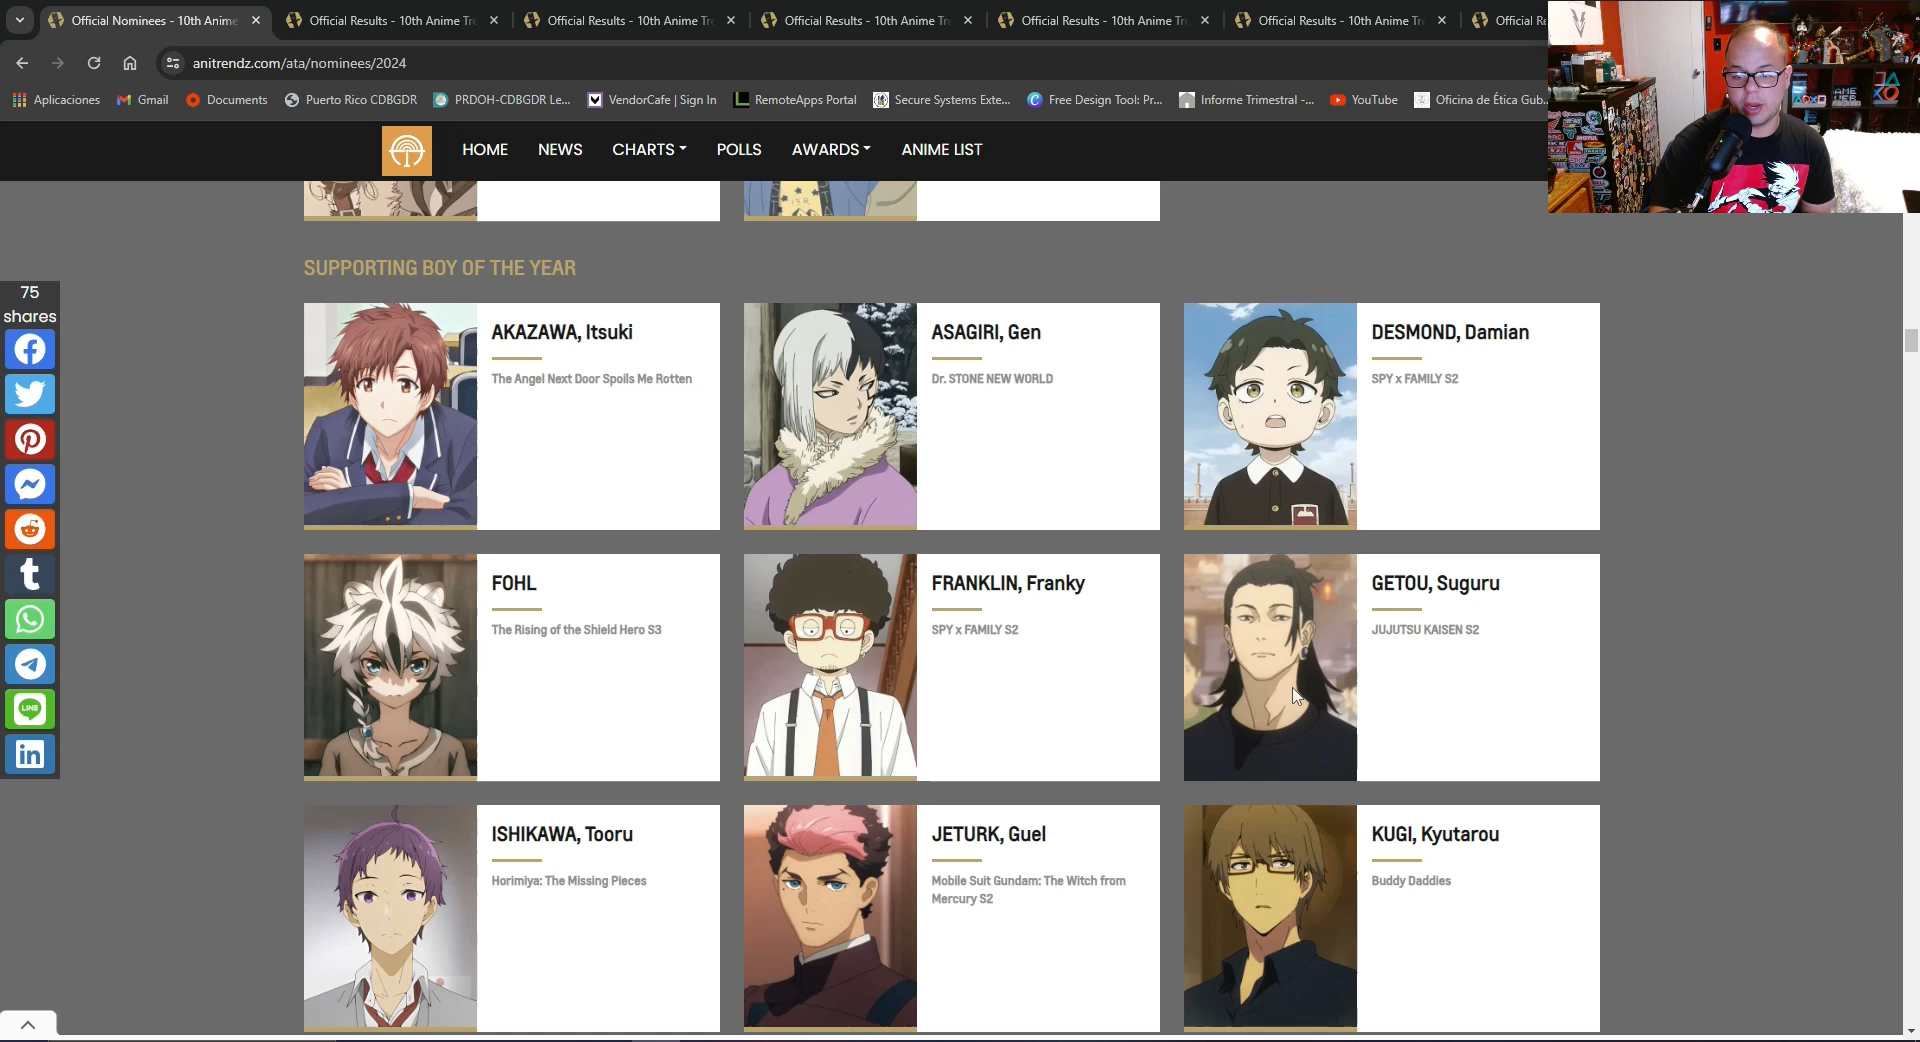 Official Nominees - 10th Anime
Official Results - 10th Anime Tr
Official Results - 10th Anime Tr
Official Results - 10th Anime Tr
Official Results - 10th Anime Tr
Official Results - 10th Anime Tr
Official Re
anitrendz.com/ata/nominees/2024
Aplicaciones
Gmail
Documents
Puerto Rico CDBGDR
PRDOH-CDBGDR Le...
VendorCafe | Sign In
RemoteApps Portal
Secure Systems Exte...
Free Design Tool: Pr...
Informe Trimestral -...
YouTube
Oficina de Ética Gub...
HOME
NEWS
CHARTS
POLLS
AWARDS
ANIME LIST
SUPPORTING BOY OF THE YEAR
75
shares
AKAZAWA, Itsuki
The Angel Next Door Spoils Me Rotten
ASAGIRI, Gen
Dr. STONE NEW WORLD
DESMOND, Damian
SPY x FAMILY S2
FOHL
The Rising of the Shield Hero S3
FRANKLIN, Franky
SPY x FAMILY S2
GETOU, Suguru
JUJUTSU KAISEN S2
LINE
ISHIKAWA, Tooru
Horimiya: The Missing Pieces
JETURK, Guel
Mobile Suit Gundam: The Witch from
Mercury S2
KUGI, Kyutarou
Buddy Daddies